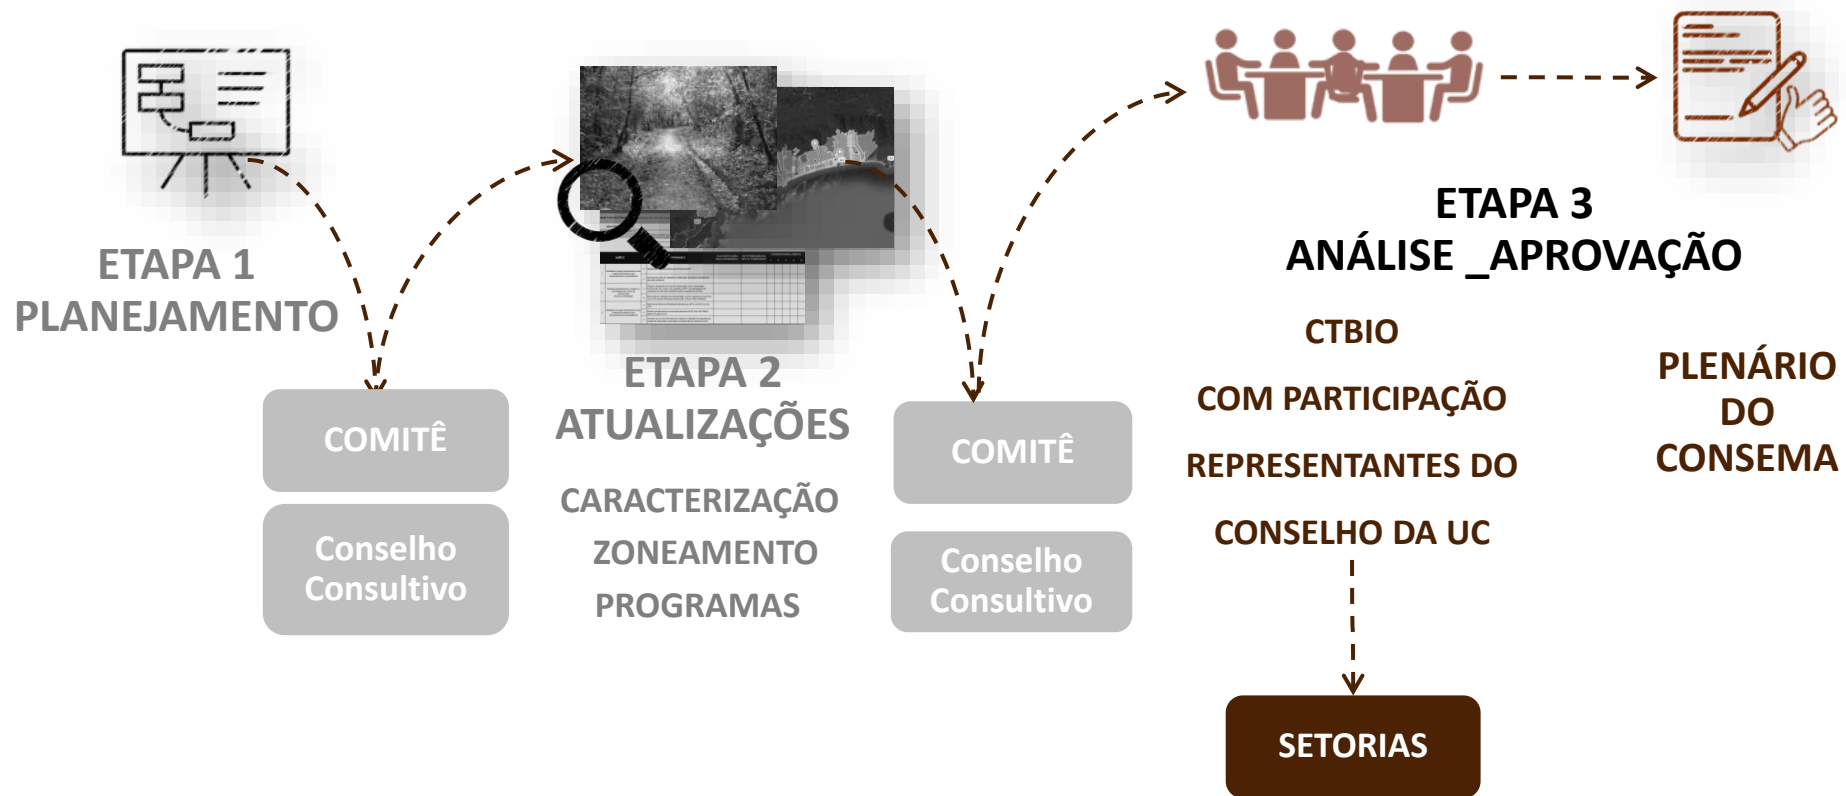 ETAPA 1
PLANEJAMENTO
COMITÊ
Conselho
Consultivo
ETAPA 2
ATUALIZAÇÕES
CARACTERIZAÇÃO
ZONEAMENTO
PROGRAMAS
COMITÊ
Conselho
Consultivo
ETAPA 3
ANÁLISE _APROVAÇÃO
CTBIO
COM PARTICIPAÇÃO
REPRESENTANTES DO
CONSELHO DA UC
SETORIAS
PLENÁRIO
DO
CONSEMA